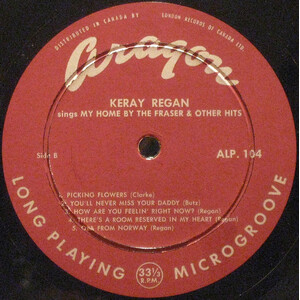 DISTRIBUTED IN CANADA BY LONDON RECORDS OF CANADA LTD.
Aragon
KERAY REGAN
sings MY HOME BY THE FRASER & OTHER HITS
Side B
ALP. 104
1. PICKING FLOWERS (Clarke)
2. YOU'LL NEVER MISS YOUR DADDY (Butz)
3. HOW ARE YOU FEELIN' RIGHT NOW? (Regan)
4. THERE'S A ROOM RESERVED IN MY HEART (Regan)
5. OLA FROM NORWAY (Regan)
LONG PLAYING 33⅓ R.P.M. MICROGROOVE